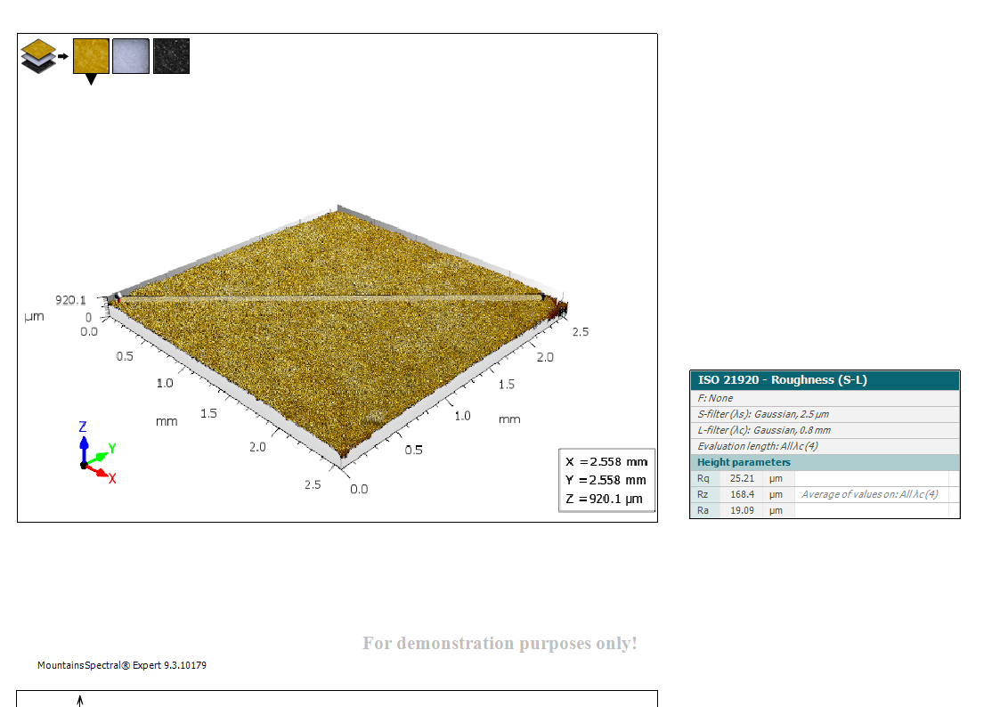 920.1
µm
0
0.0
0.5
1.0
mm
1.5
2.0
2.5
0.0
0.5
1.0
mm
1.5
2.0
2.5
Z
Y
X
X = 2.558 mm
Y = 2.558 mm
Z = 920.1 µm
ISO 21920 - Roughness (S-L)
F: None
S-filter (λs): Gaussian, 2.5 µm
L-filter (λc): Gaussian, 0.8 mm
Evaluation length: All λc (4)
Height parameters
Rq 25.21 µm
Rz 168.4 µm Average of values on: All λc (4)
Ra 19.09 µm
For demonstration purposes only!
MountainsSpectral® Expert 9.3.10179